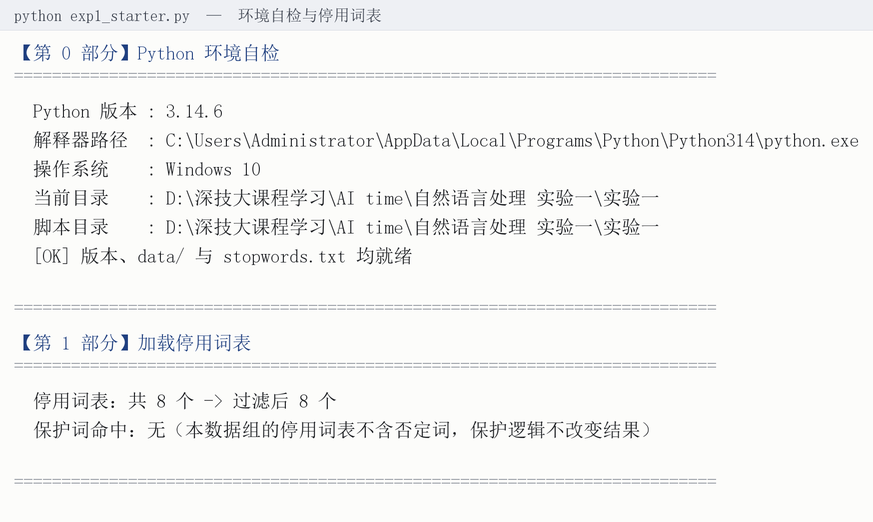 python exp1_starter.py — 环境自检与停用词表
【第 0 部分】Python 环境自检
==========================================================================
Python 版本 : 3.14.6
解释器路径 : C:\Users\Administrator\AppData\Local\Programs\Python\Python314\python.exe
操作系统 : Windows 10
当前目录 : D:\深技大课程学习\AI time\自然语言处理 实验一\实验一
脚本目录 : D:\深技大课程学习\AI time\自然语言处理 实验一\实验一
[OK] 版本、data/ 与 stopwords.txt 均就绪
==========================================================================
【第 1 部分】加载停用词表
==========================================================================
停用词表: 共 8 个 -> 过滤后 8 个
保护词命中: 无（本数据组的停用词表不含否定词，保护逻辑不改变结果）
==========================================================================